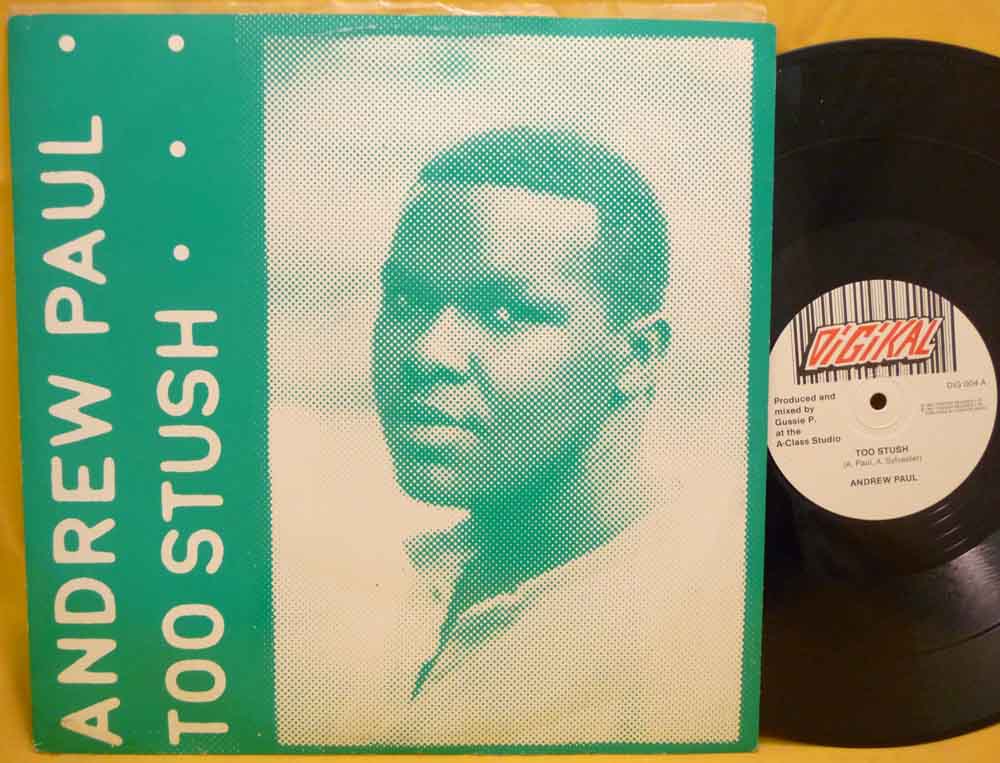 ANDREW PAUL
TOO STUSH
DiGiKAL
DIG 004 A
Produced and
mixed by
Gussie P.
at the
A-Class Studio
TOO STUSH
(A. Paul, A. Sylvester)
ANDREW PAUL